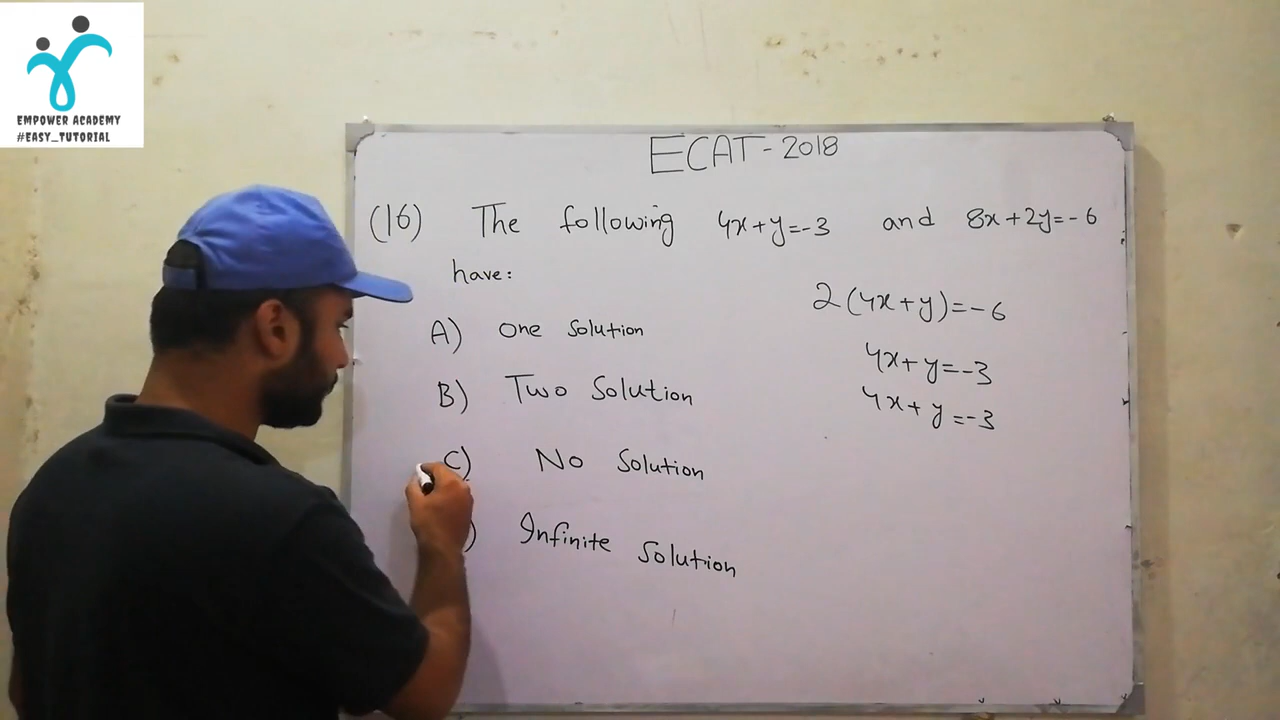 EMPOWER ACADEMY
#EASY_TUTORIAL
ECAT-2018
(16) The following 4x+y=-3 and 8x+2y=-6
have:
A) One Solution
B) Two Solution
C) No Solution
) Infinite Solution
2(4x+y)=-6
4x+y=-3
4x+y=-3